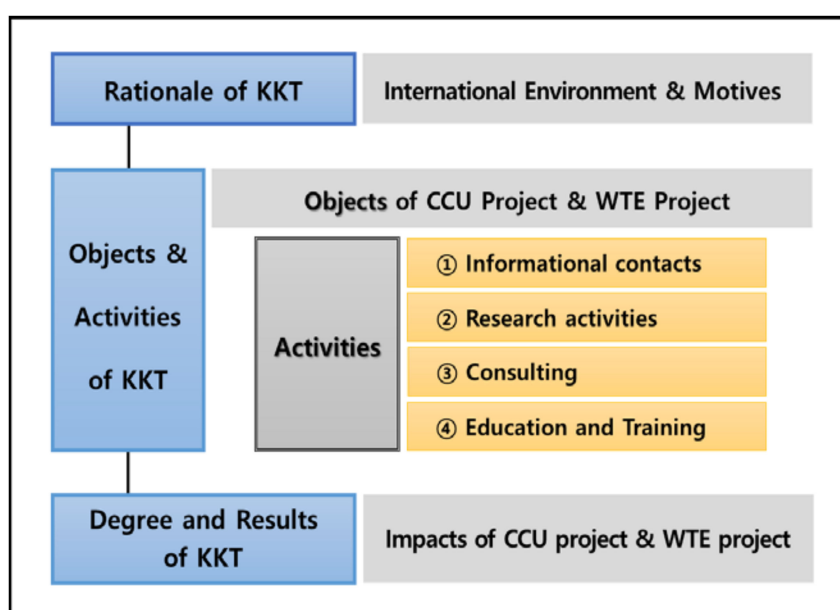 Rationale of KKT
International Environment & Motives
Objects of CCU Project & WTE Project
Objects &
Activities
of KKT
Activities
① Informational contacts
② Research activities
③ Consulting
④ Education and Training
Degree and Results
of KKT
Impacts of CCU project & WTE project